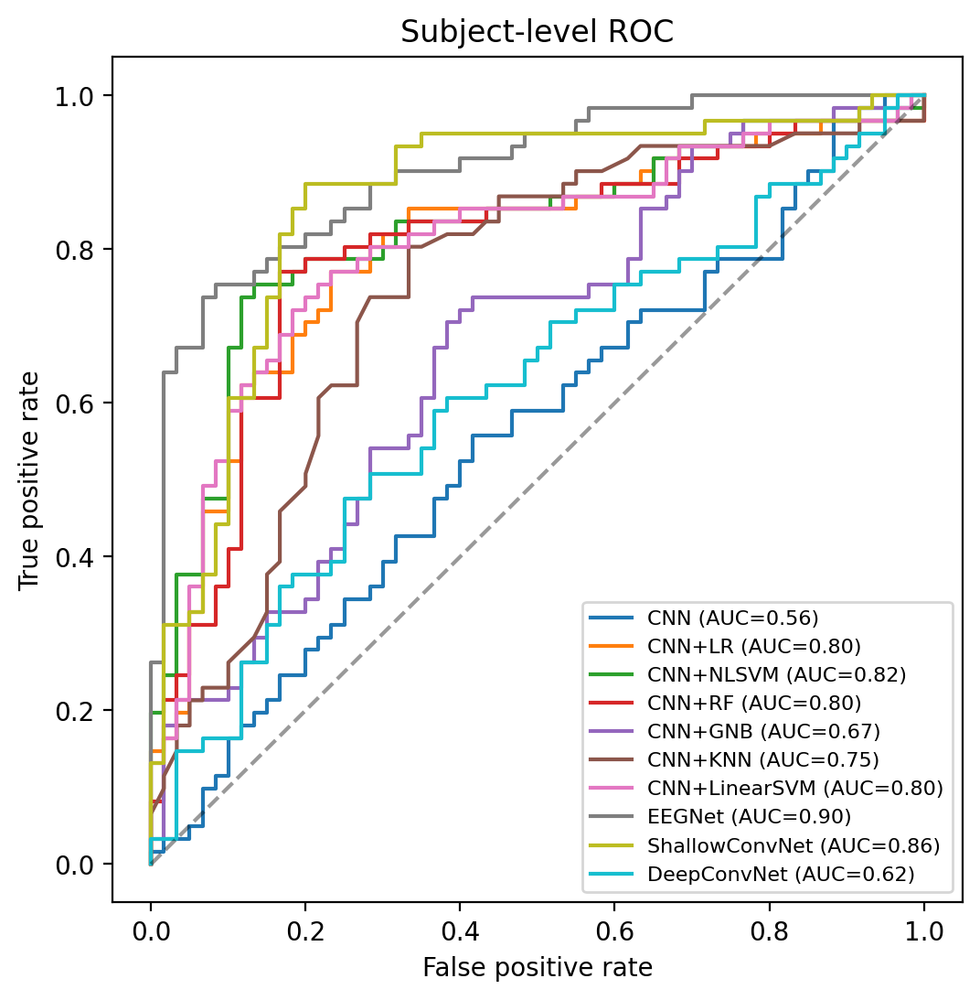 Subject-level ROC
True positive rate
1.0
0.8
0.6
0.4
0.2
0.0
CNN (AUC=0.56)
CNN+LR (AUC=0.80)
CNN+NLSVM (AUC=0.82)
CNN+RF (AUC=0.80)
CNN+GNB (AUC=0.67)
CNN+KNN (AUC=0.75)
CNN+LinearSVM (AUC=0.80)
EEGNet (AUC=0.90)
ShallowConvNet (AUC=0.86)
DeepConvNet (AUC=0.62)
0.0 0.2 0.4 0.6 0.8 1.0
False positive rate